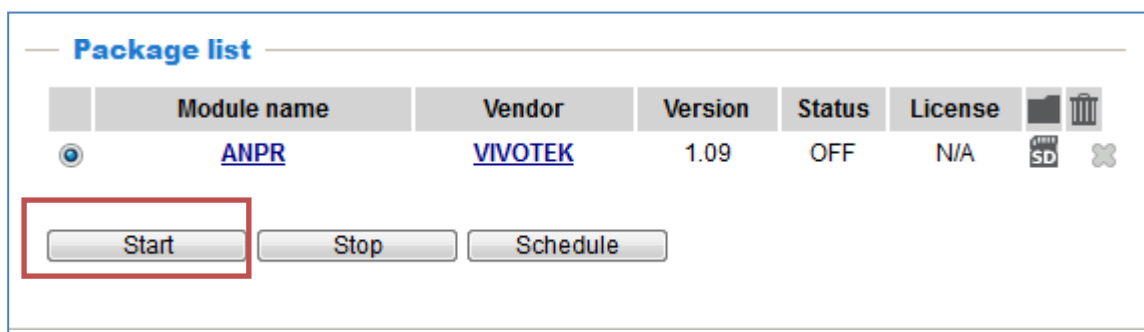 Package list
Module name Vendor Version Status License
ANPR VIVOTEK 1.09 OFF N/A SD
Start Stop Schedule